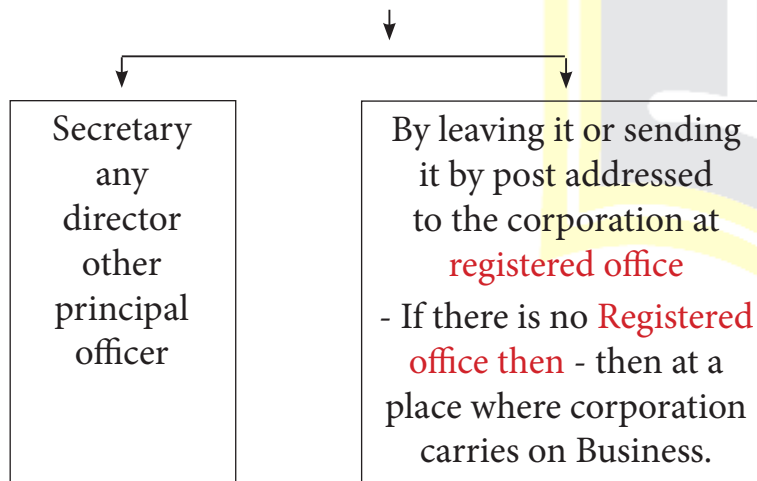 Secretary
any
director
other
principal
officer
By leaving it or sending
it by post addressed
to the corporation at
registered office
- If there is no Registered
office then - then at a
place where corporation
carries on Business.